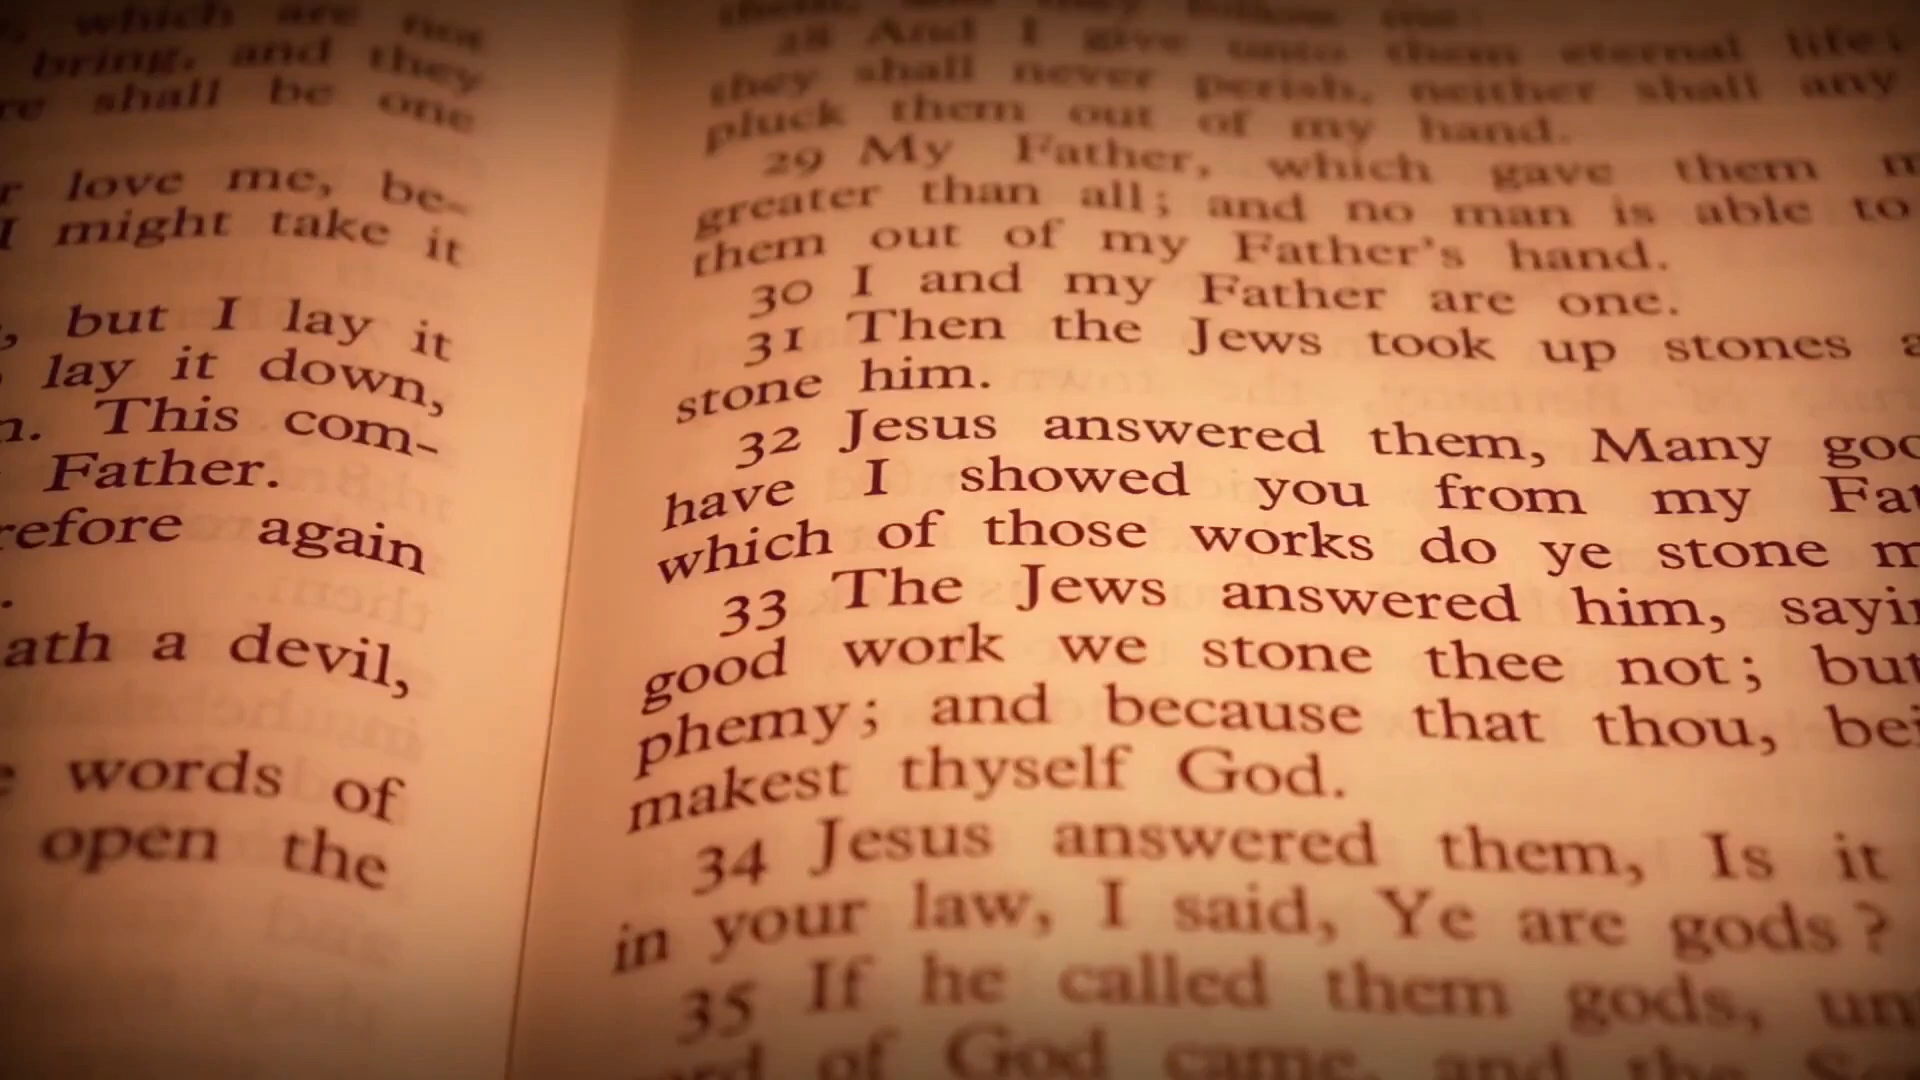 which are not
bring, and they
shall be one
love me, be-
I might take it
, but I lay it
lay it down,
This com-
Father.
again
a devil,
words of
open the
28 And I give unto them eternal life;
they shall never perish, neither shall any
pluck them out of my hand.
29 My Father, which gave them
greater than all; and no man is able to
them out of my Father's hand.
30 I and my Father are one.
31 Then the Jews took up stones
stone him.
32 Jesus answered them, Many
have I showed you from my
which of those works do ye stone
33 The Jews answered him,
good work we stone thee not; but
phemy; and because that thou,
makest thyself God.
34 Jesus answered them, Is it
in your law, I said, Ye are gods?
35 If he called them gods,
of God came, and the